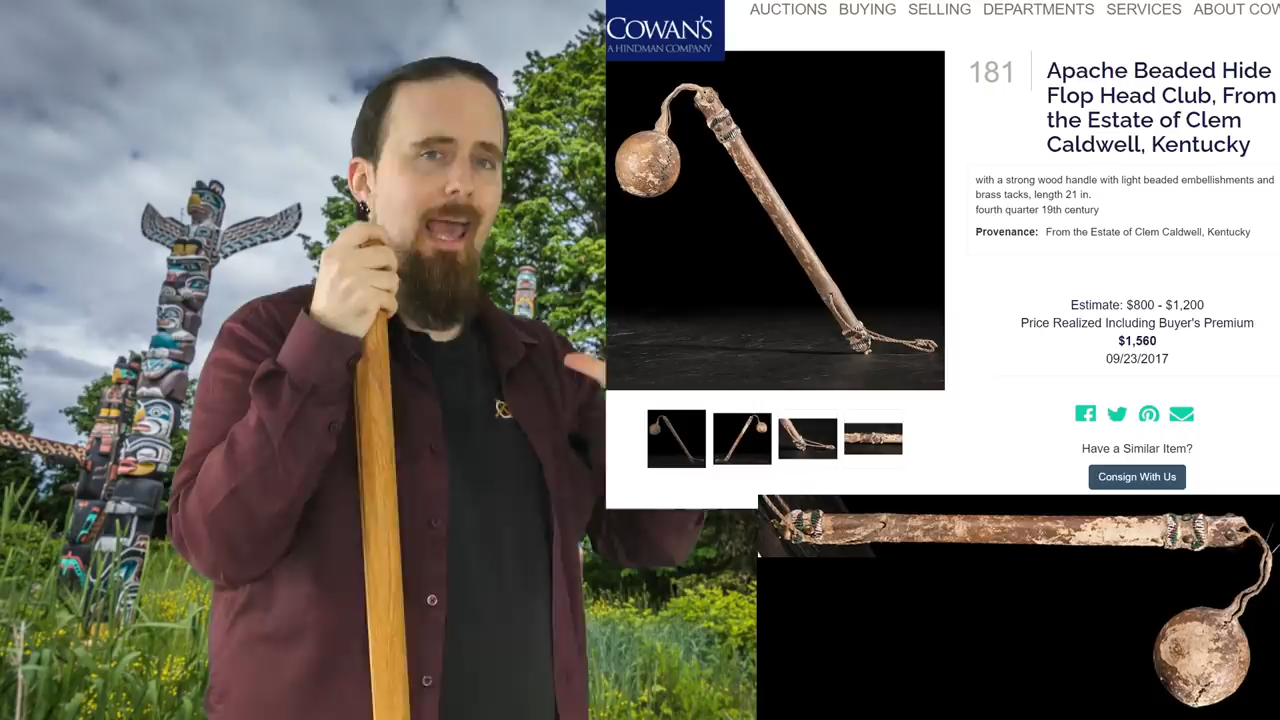 COWAN'S
A HINDMAN COMPANY
AUCTIONS BUYING SELLING DEPARTMENTS SERVICES ABOUT COW
181
Apache Beaded Hide
Flop Head Club, From
the Estate of Clem
Caldwell, Kentucky
with a strong wood handle with light beaded embellishments and
brass tacks, length 21 in.
fourth quarter 19th century
Provenance: From the Estate of Clem Caldwell, Kentucky
Estimate: $800 - $1,200
Price Realized Including Buyer's Premium
$1,560
09/23/2017
Have a Similar Item?
Consign With Us